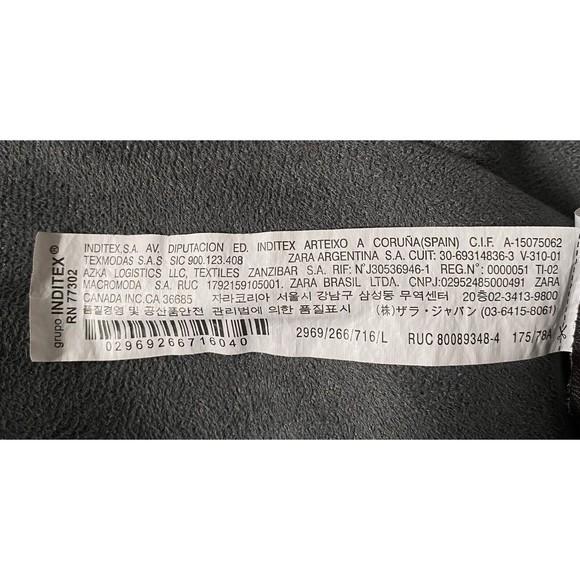 grupo INDITEX®
RN 77302
INDITEX,S.A. AV. DIPUTACION ED. INDITEX ARTEIXO A CORUÑA(SPAIN) C.I.F. A-15075062
TEXMODAS S.A.S SIC 900.123.408 ZARA ARGENTINA S.A. CUIT: 30-69314836-3 V-310-01
AZKA LOGISTICS LLC, TEXTILES ZANZIBAR S.A. RIF: N°J30536946-1 REG.N°: 0000051 TI-02
MACROMODA S.A. RUC 1792159105001. ZARA BRASIL LTDA. CNPJ:02952485000491 ZARA
CANADA INC.CA 36685 자라코리아 서울시 강남구 삼성동 무역센터 20층02-3413-9800
품질경영 및 공산품안전 관리법에 의한 품질표시 (株)ザラ・ジャパン (03-6415-8061)
02969266716040 2969/266/716/L RUC 80089348-4 175/78A